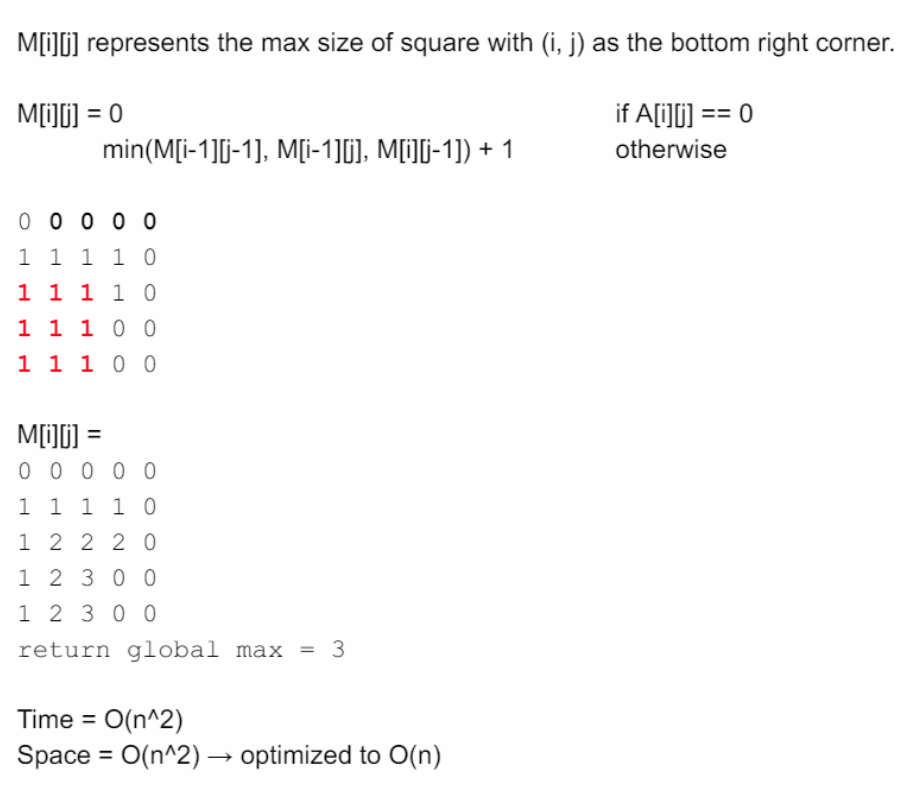 M[i][j] represents the max size of square with (i, j) as the bottom right corner.
M[i][j] = 0 if A[i][j] == 0
min(M[i-1][j-1], M[i-1][j], M[i][j-1]) + 1 otherwise
0 0 0 0 0
1 1 1 1 0
1 1 1 1 0
1 1 1 0 0
1 1 1 0 0
M[i][j] =
0 0 0 0 0
1 1 1 1 0
1 2 2 2 0
1 2 3 0 0
1 2 3 0 0
return global max = 3
Time = O(n^2)
Space = O(n^2) → optimized to O(n)